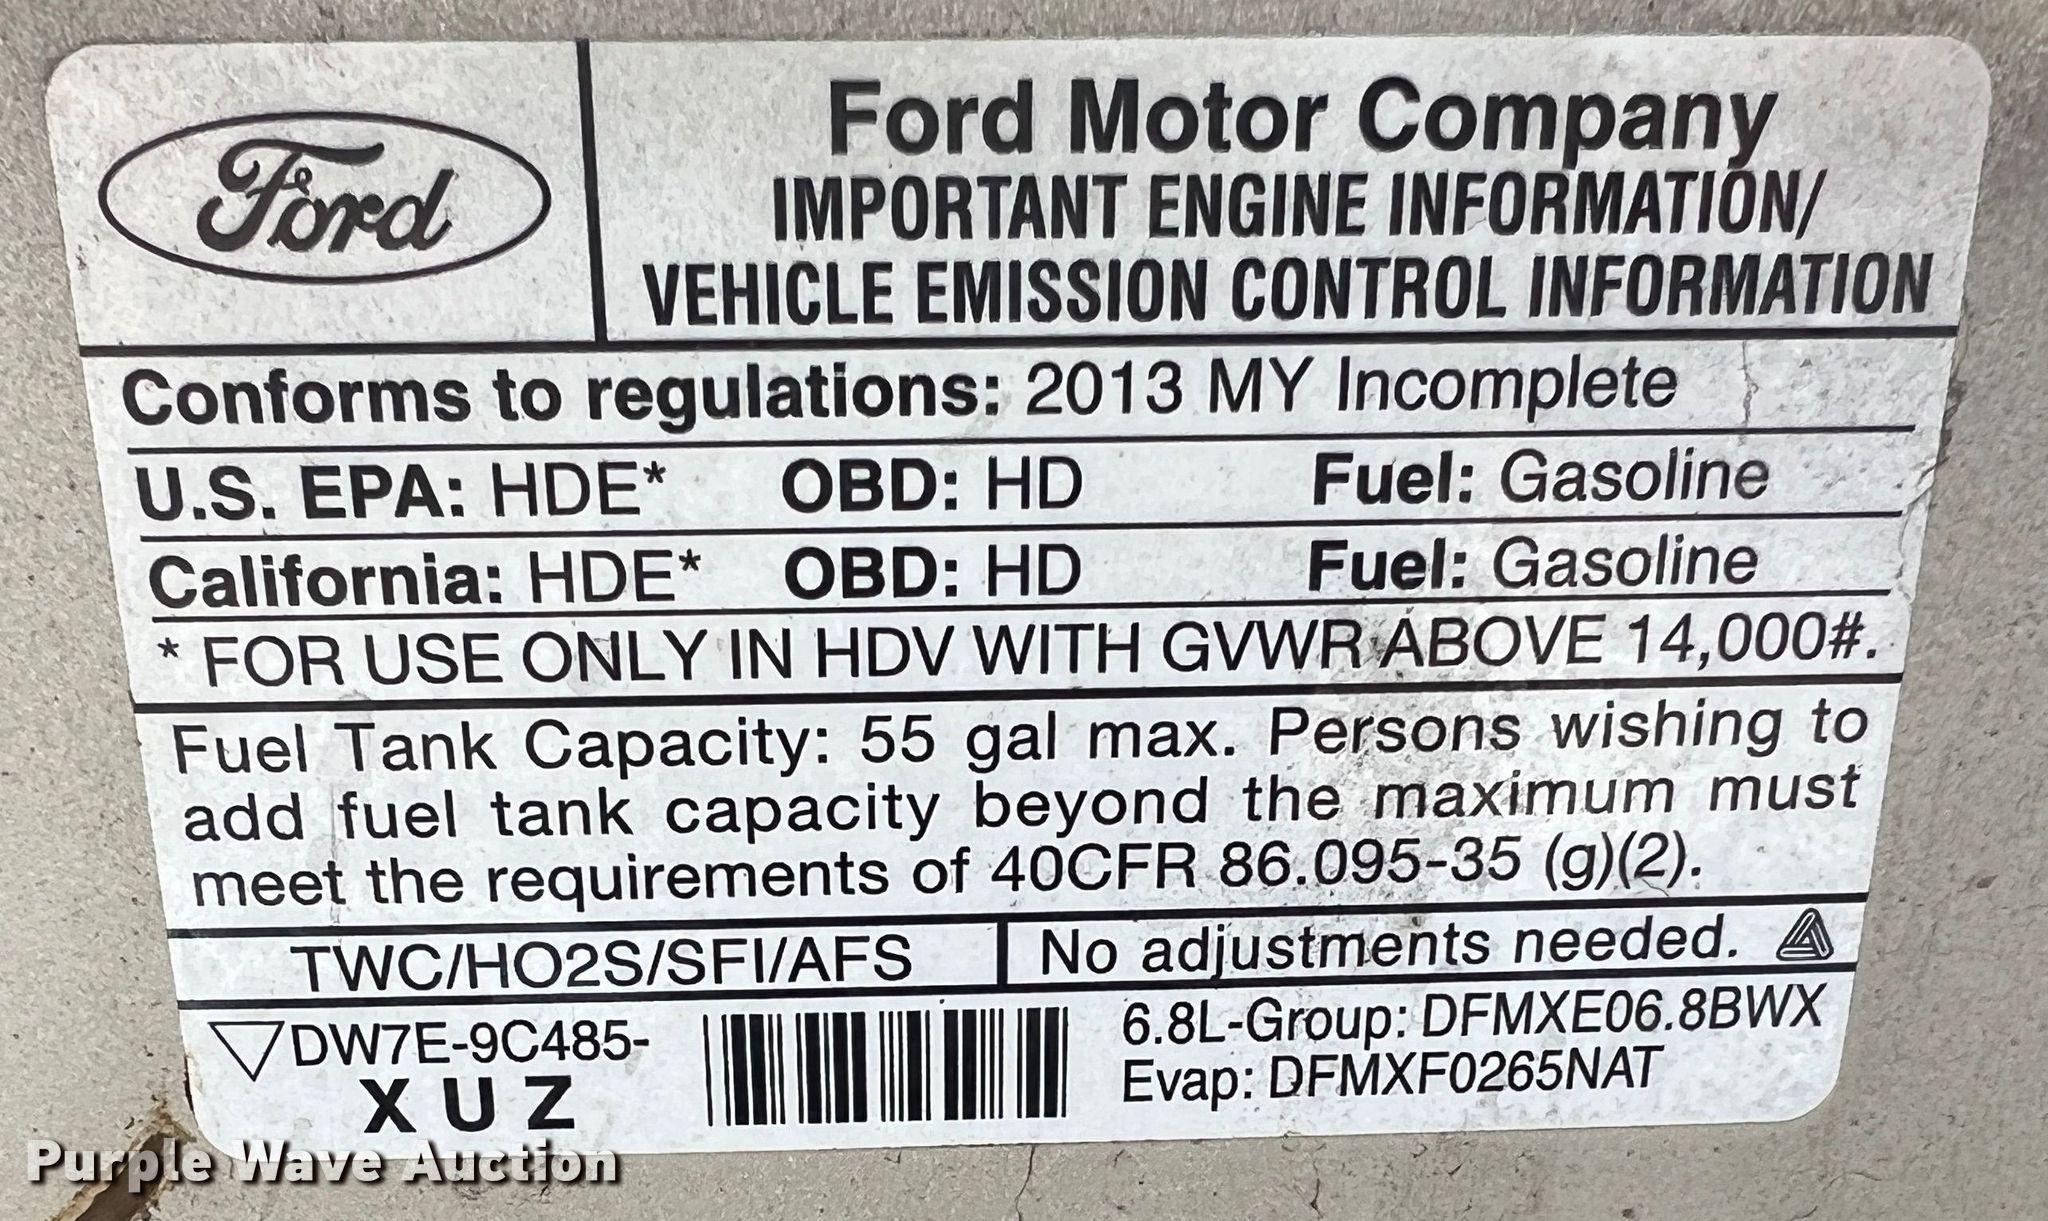 Ford
Ford Motor Company
IMPORTANT ENGINE INFORMATION/
VEHICLE EMISSION CONTROL INFORMATION
Conforms to regulations: 2013 MY Incomplete
U.S. EPA: HDE* OBD: HD Fuel: Gasoline
California: HDE* OBD: HD Fuel: Gasoline
* FOR USE ONLY IN HDV WITH GVWR ABOVE 14,000#.
Fuel Tank Capacity: 55 gal max. Persons wishing to
add fuel tank capacity beyond the maximum must
meet the requirements of 40CFR 86.095-35 (g)(2).
TWC/HO2S/SFI/AFS No adjustments needed.
DW7E-9C485-
X U Z
6.8L-Group: DFMXE06.8BWX
Evap: DFMXF0265NAT
Purple Wave Auction